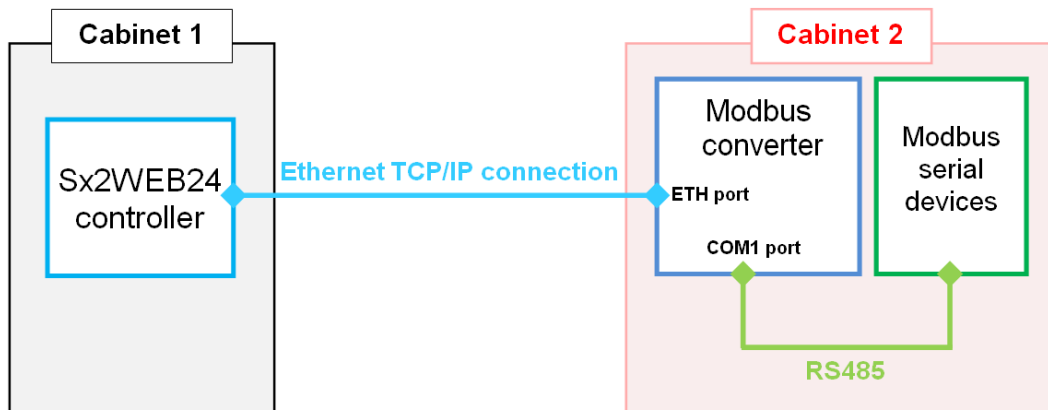 Cabinet 1
Cabinet 2
Sx2WEB24
controller
Ethernet TCP/IP connection
Modbus
converter
ETH port
COM1 port
Modbus
serial
devices
RS485